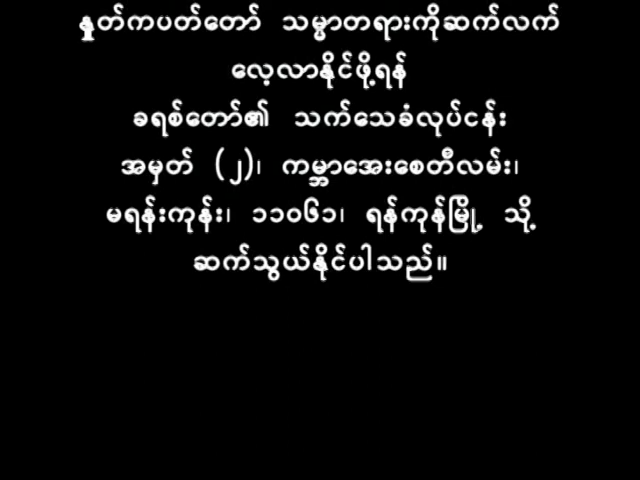 နှုတ်ကပတ်တော် သမ္မာတရားကိုဆက်လက်
လေ့လာနိုင်ဖို့ရန်
ခရစ်တော်၏ သက်သေခံလုပ်ငန်း
အမှတ် (၂)၊ ကမ္ဘာအေးစေတီလမ်း၊
မရန်းကုန်း၊ ၁၁၀၆၁၊ ရန်ကုန်မြို့ သို့
ဆက်သွယ်နိုင်ပါသည်။